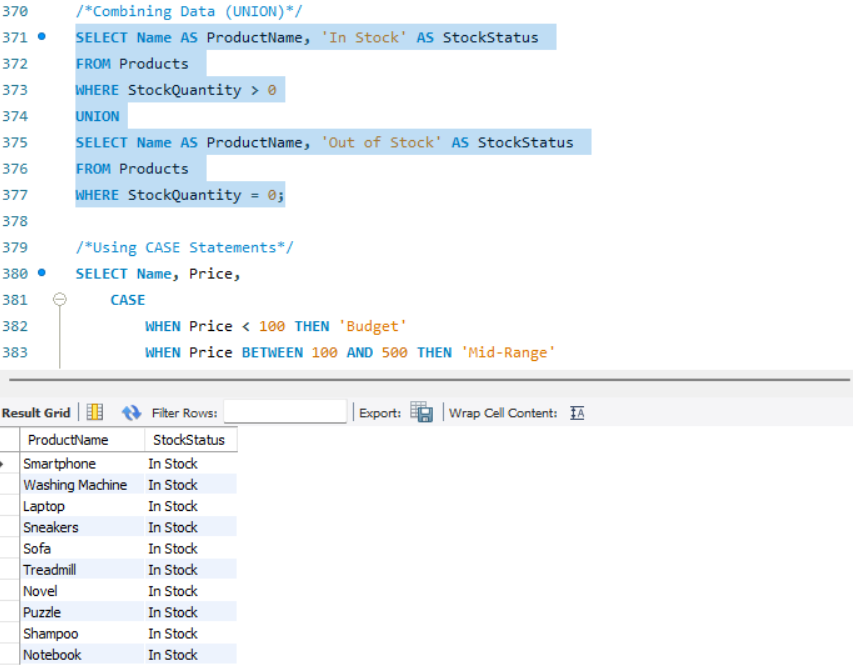 370 /*Combining Data (UNION)*/
371 SELECT Name AS ProductName, 'In Stock' AS StockStatus
372 FROM Products
373 WHERE StockQuantity > 0
374 UNION
375 SELECT Name AS ProductName, 'Out of Stock' AS StockStatus
376 FROM Products
377 WHERE StockQuantity = 0;
378
379 /*Using CASE Statements*/
380 SELECT Name, Price,
381 CASE
382 WHEN Price < 100 THEN 'Budget'
383 WHEN Price BETWEEN 100 AND 500 THEN 'Mid-Range'
Result Grid Filter Rows: Export: Wrap Cell Content: IA
ProductName StockStatus
Smartphone In Stock
Washing Machine In Stock
Laptop In Stock
Sneakers In Stock
Sofa In Stock
Treadmill In Stock
Novel In Stock
Puzzle In Stock
Shampoo In Stock
Notebook In Stock